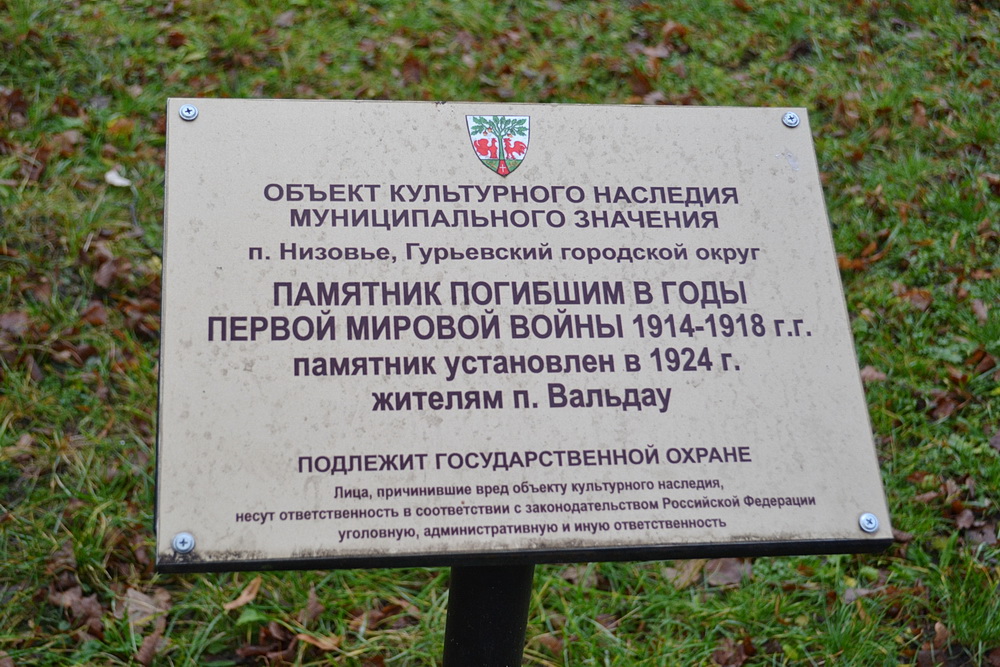 ОБЪЕКТ КУЛЬТУРНОГО НАСЛЕДИЯ
МУНИЦИПАЛЬНОГО ЗНАЧЕНИЯ
п. Низовье, Гурьевский городской округ
ПАМЯТНИК ПОГИБШИМ В ГОДЫ
ПЕРВОЙ МИРОВОЙ ВОЙНЫ 1914-1918 г.г.
памятник установлен в 1924 г.
жителям п. Вальдау
ПОДЛЕЖИТ ГОСУДАРСТВЕННОЙ ОХРАНЕ
Лица, причинившие вред объекту культурного наследия,
несут ответственность в соответствии с законодательством Российской Федерации
уголовную, административную и иную ответственность